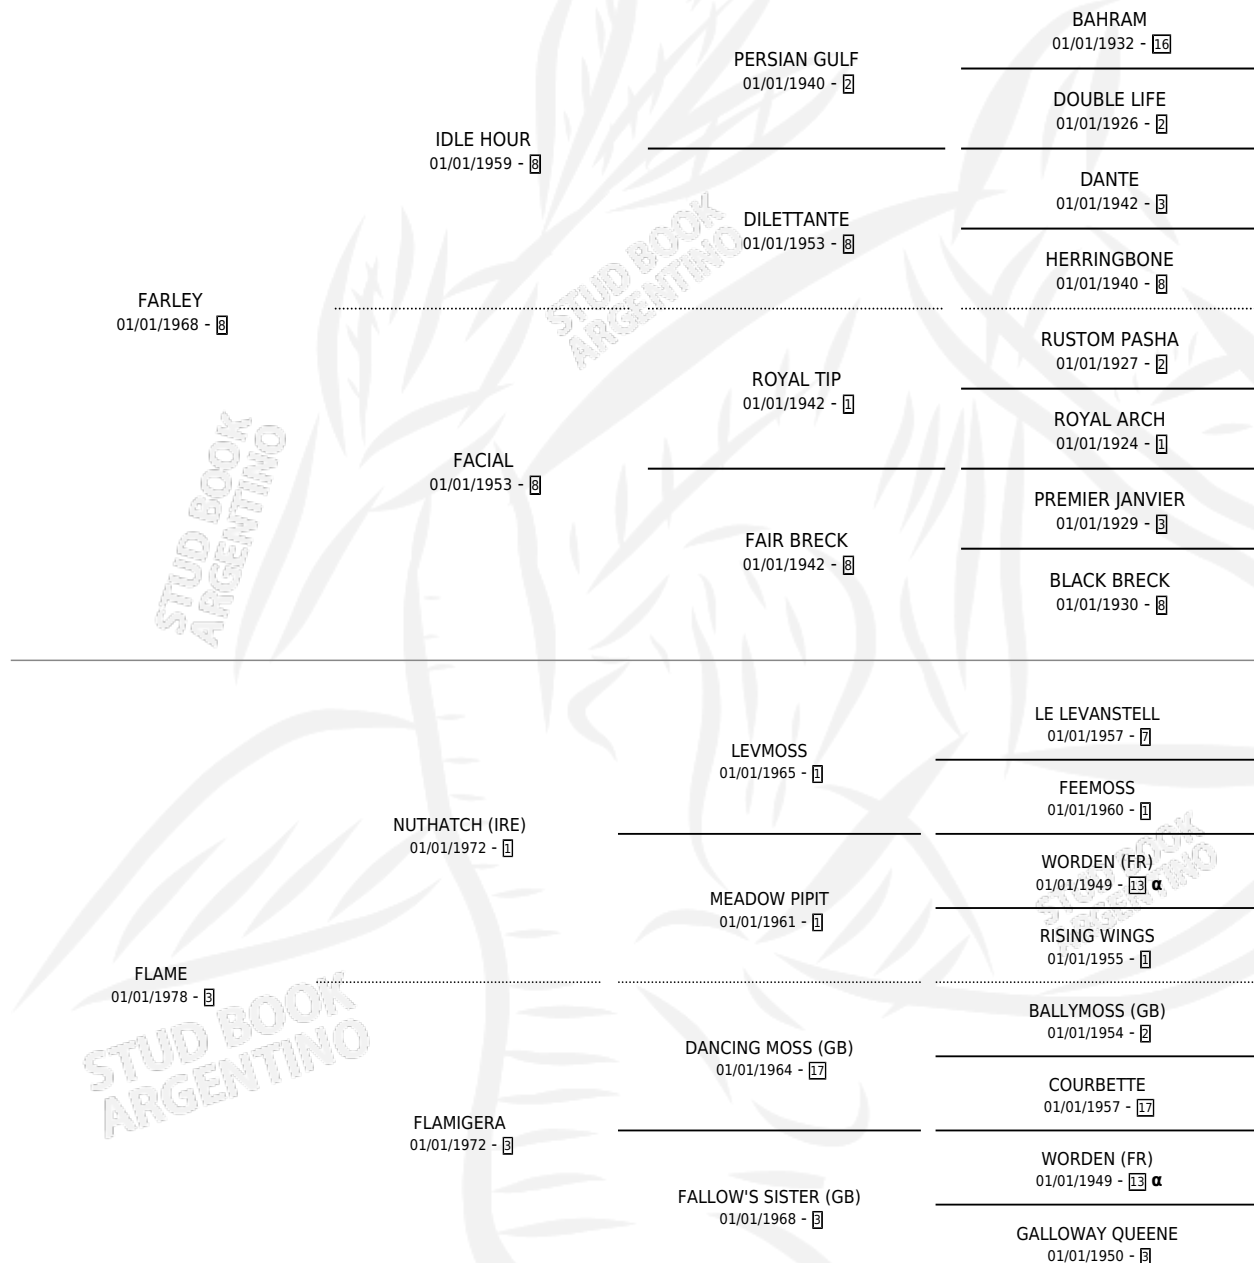 BAHRAM
01/01/1932 - 16
PERSIAN GULF
01/01/1940 - 2
DOUBLE LIFE
01/01/1926 - 2
IDLE HOUR
01/01/1959 - 8
DANTE
01/01/1942 - 3
DILETTANTE
01/01/1953 - 8
HERRINGBONE
01/01/1940 - 8
STUD BOOK
ARGENTINO
FARLEY
01/01/1968 - 8
RUSTOM PASHA
01/01/1927 - 2
ROYAL TIP
01/01/1942 - 1
ROYAL ARCH
01/01/1924 - 1
FACIAL
01/01/1953 - 8
PREMIER JANVIER
01/01/1929 - 3
FAIR BRECK
01/01/1942 - 8
BLACK BRECK
01/01/1930 - 8
STUD BOOK
ARGENTINO
LE LEVANSTELL
01/01/1957 - 7
LEVMOSS
01/01/1965 - 1
FEEMOSS
01/01/1960 - 1
NUTHATCH (IRE)
01/01/1972 - 1
WORDEN (FR)
01/01/1949 - 13 α
MEADOW PIPIT
01/01/1961 - 1
RISING WINGS
01/01/1955 - 1
STUD BOOK
ARGENTINO
FLAME
01/01/1978 - 3
BALLYMOSS (GB)
01/01/1954 - 2
DANCING MOSS (GB)
01/01/1964 - 17
COURBETTE
01/01/1957 - 17
FLAMIGERA
01/01/1972 - 3
WORDEN (FR)
01/01/1949 - 13 α
FALLOW'S SISTER (GB)
01/01/1968 - 3
GALLOWAY QUEENE
01/01/1950 - 3
STUD BOOK
ARGENTINO